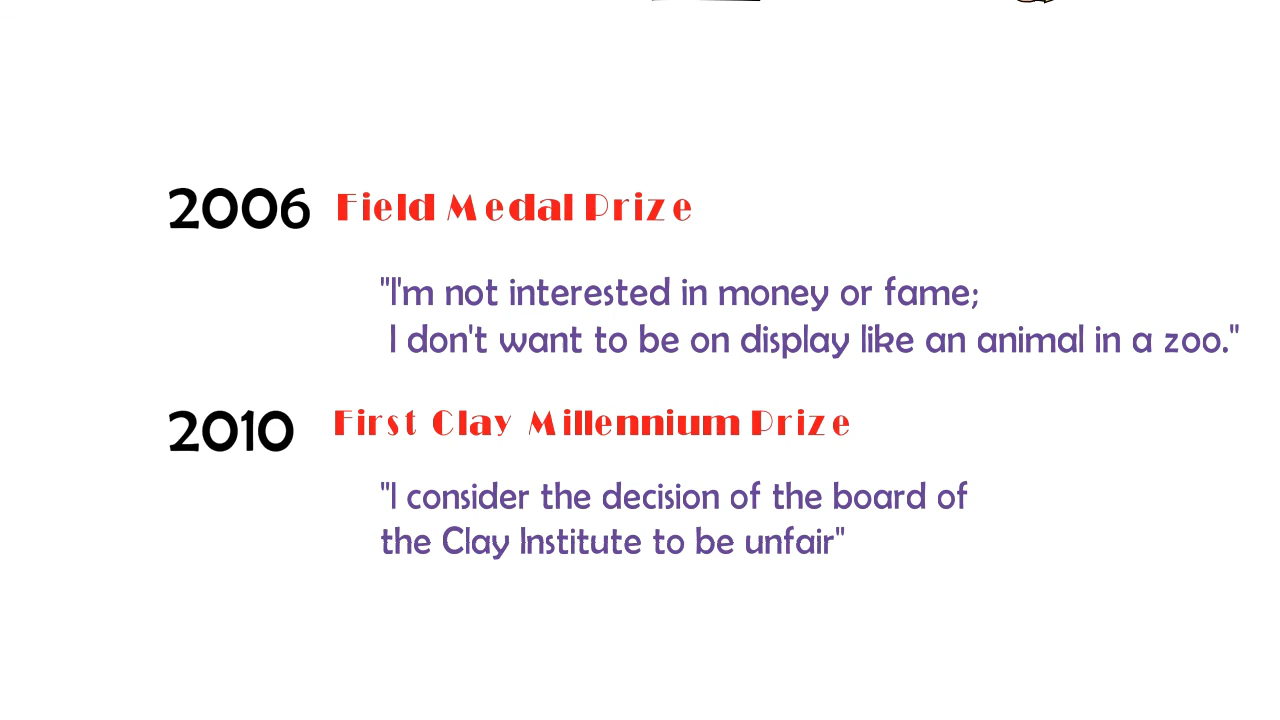 2006 Field Medal Prize
"I'm not interested in money or fame;
I don't want to be on display like an animal in a zoo."
2010 First Clay Millennium Prize
"I consider the decision of the board of
the Clay Institute to be unfair"